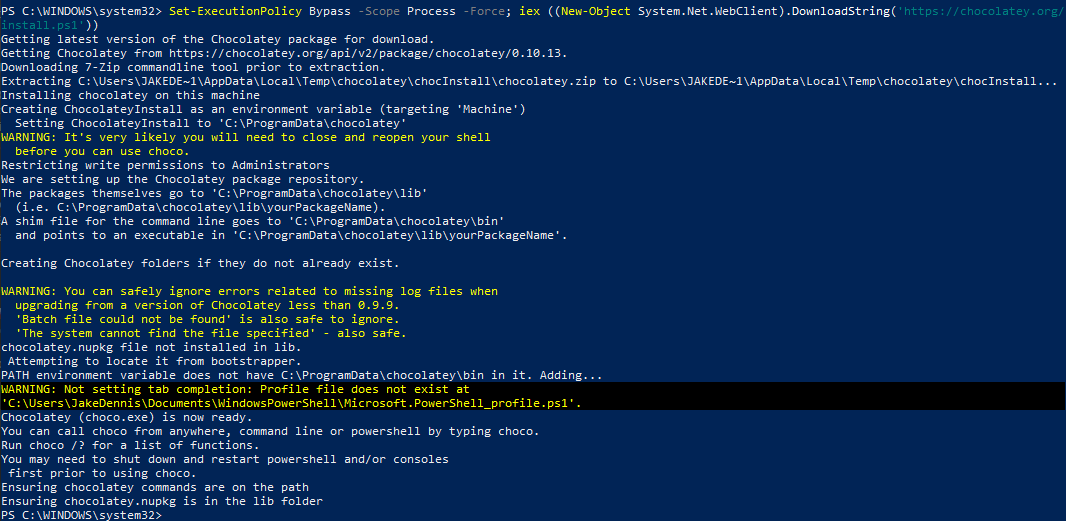 PS C:\WINDOWS\system32> Set-ExecutionPolicy Bypass -Scope Process -Force; iex ((New-Object System.Net.WebClient).DownloadString('https://chocolatey.org/
install.ps1'))
Getting latest version of the Chocolatey package for download.
Getting Chocolatey from https://chocolatey.org/api/v2/package/chocolatey/0.10.13.
Downloading 7-Zip commandline tool prior to extraction.
Extracting C:\Users\JAKEDE~1\AppData\Local\Temp\chocolatey\chocInstall\chocolatey.zip to C:\Users\JAKEDE~1\AppData\Local\Temp\chocolatey\chocInstall...
Installing chocolatey on this machine
Creating ChocolateyInstall as an environment variable (targeting 'Machine')
  Setting ChocolateyInstall to 'C:\ProgramData\chocolatey'
WARNING: It's very likely you will need to close and reopen your shell
  before you can use choco.
Restricting write permissions to Administrators
We are setting up the Chocolatey package repository.
The packages themselves go to 'C:\ProgramData\chocolatey\lib'
  (i.e. C:\ProgramData\chocolatey\lib\yourPackageName).
A shim file for the command line goes to 'C:\ProgramData\chocolatey\bin'
  and points to an executable in 'C:\ProgramData\chocolatey\lib\yourPackageName'.

Creating Chocolatey folders if they do not already exist.

WARNING: You can safely ignore errors related to missing log files when
  upgrading from a version of Chocolatey less than 0.9.9.
  'Batch file could not be found' is also safe to ignore.
  'The system cannot find the file specified' - also safe.
chocolatey.nupkg file not installed in lib.
 Attempting to locate it from bootstrapper.
PATH environment variable does not have C:\ProgramData\chocolatey\bin in it. Adding...
WARNING: Not setting tab completion: Profile file does not exist at
'C:\Users\JakeDennis\Documents\WindowsPowerShell\Microsoft.PowerShell_profile.ps1'.
Chocolatey (choco.exe) is now ready.
You can call choco from anywhere, command line or powershell by typing choco.
Run choco /? for a list of functions.
You may need to shut down and restart powershell and/or consoles
 first prior to using choco.
Ensuring chocolatey commands are on the path
Ensuring chocolatey.nupkg is in the lib folder
PS C:\WINDOWS\system32>